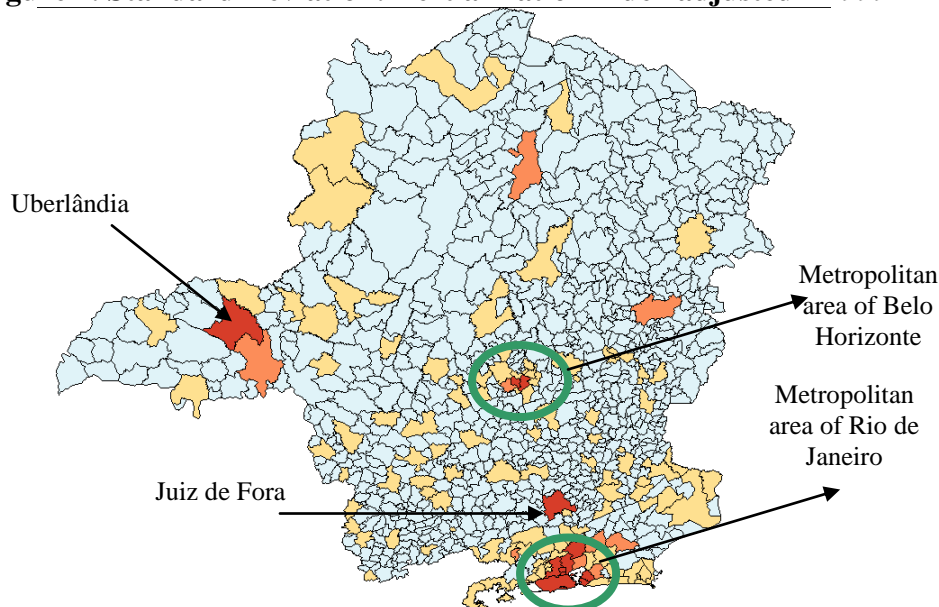 Uberlândia
Metropolitan
area of Belo
Horizonte
Metropolitan
area of Rio de
Janeiro
Juiz de Fora